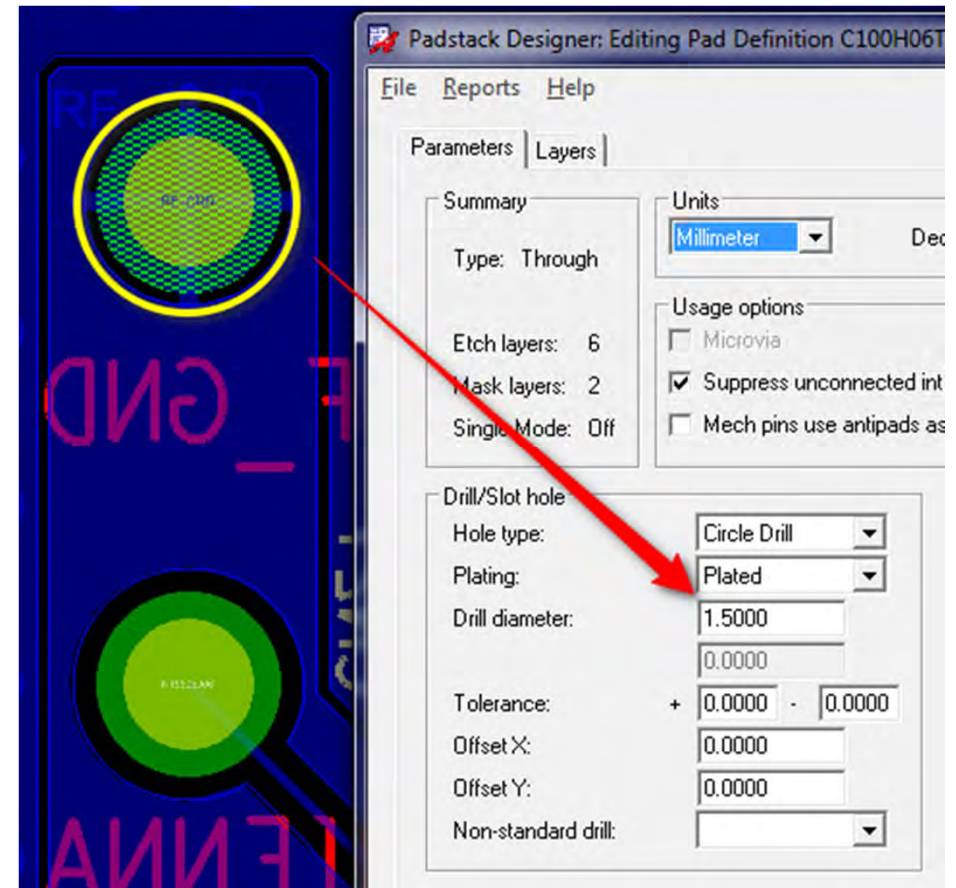 Padstack Designer: Editing Pad Definition C100H06T
File Reports Help
Parameters Layers
Summary
Type: Through
Etch layers: 6
Mask layers: 2
Single Mode: Off
Units
Millimeter
Dec
Usage options
Microvia
Suppress unconnected int
Mech pins use antipads as
Drill/Slot hole
Hole type: Circle Drill
Plating: Plated
Drill diameter: 1.5000
0.0000
Tolerance: + 0.0000 - 0.0000
Offset X: 0.0000
Offset Y: 0.0000
Non-standard drill:
RF_GND
RF_GND
GND